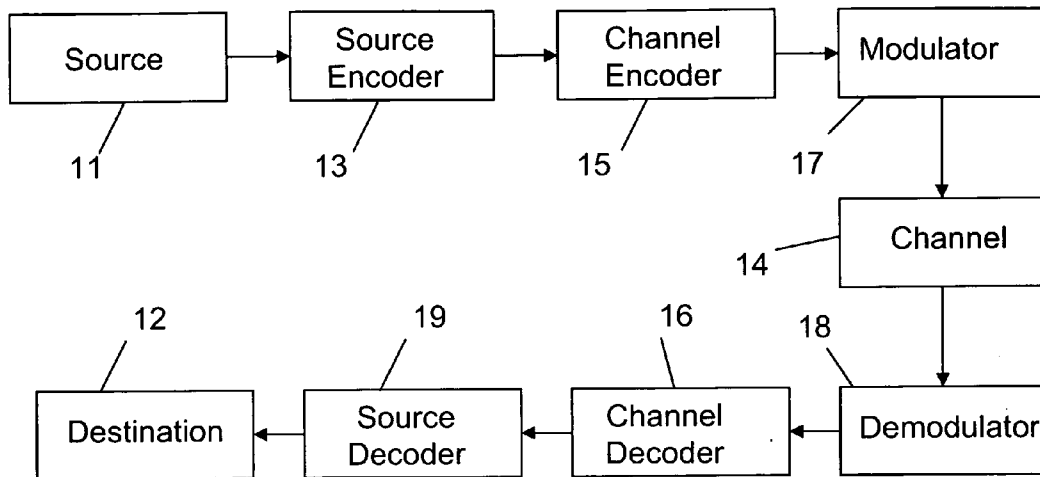 Source
Source
Encoder
Channel
Encoder
Modulator
11
13
15
17
Channel
14
12
19
16
18
Destination
Source
Decoder
Channel
Decoder
Demodulator